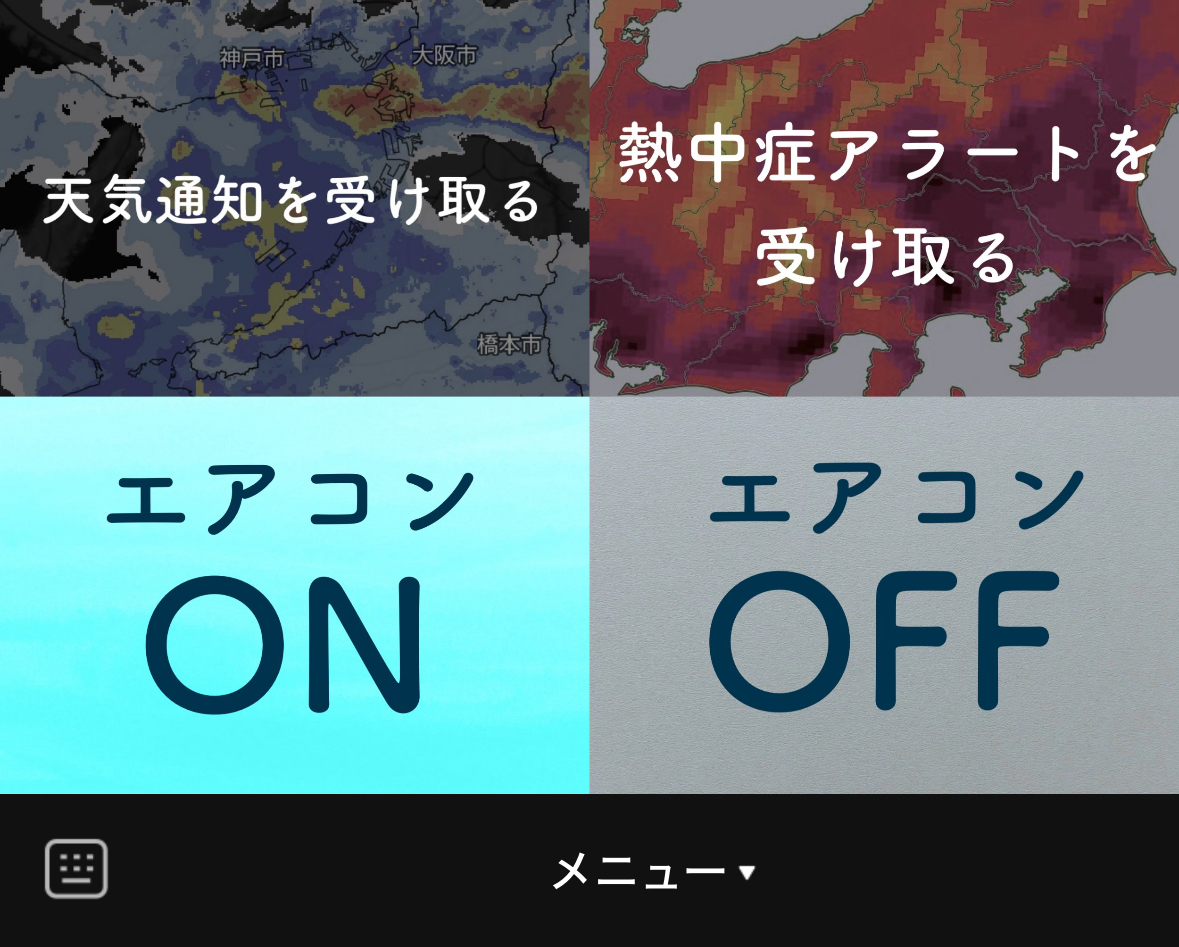 神戸市
大阪市
天気通知を受け取る
橋本市
熱中症アラートを
受け取る
エアコン
ON
エアコン
OFF
メニュー▼